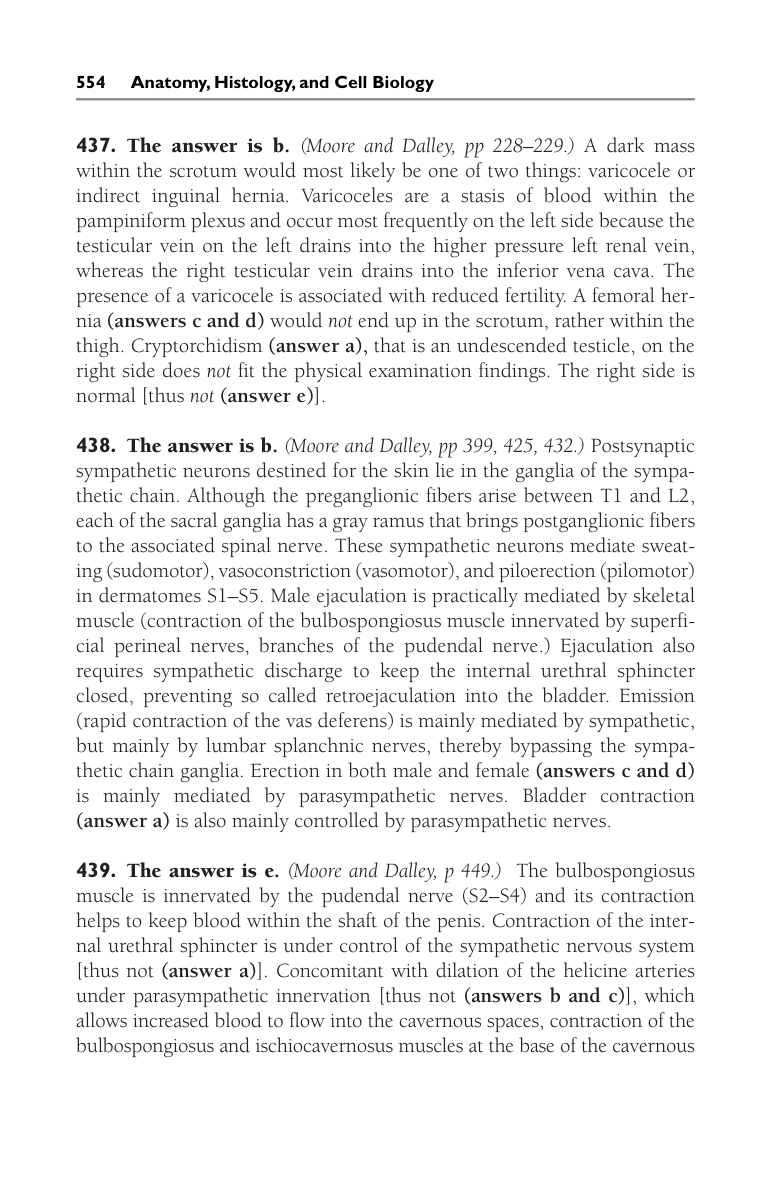 554 Anatomy, Histology, and Cell Biology
437. The answer is b. (Moore and Dalley, pp 228–229.) A dark mass
within the scrotum would most likely be one of two things: varicocele or
indirect inguinal hernia. Varicoceles are a stasis of blood within the
pampiniform plexus and occur most frequently on the left side because the
testicular vein on the left drains into the higher pressure left renal vein,
whereas the right testicular vein drains into the inferior vena cava. The
presence of a varicocele is associated with reduced fertility. A femoral her-
nia (answers c and d) would not end up in the scrotum, rather within the
thigh. Cryptorchidism (answer a), that is an undescended testicle, on the
right side does not fit the physical examination findings. The right side is
normal [thus not (answer e)].
438. The answer is b. (Moore and Dalley, pp 399, 425, 432.) Postsynaptic
sympathetic neurons destined for the skin lie in the ganglia of the sympa-
thetic chain. Although the preganglionic fibers arise between T1 and L2,
each of the sacral ganglia has a gray ramus that brings postganglionic fibers
to the associated spinal nerve. These sympathetic neurons mediate sweat-
ing (sudomotor), vasoconstriction (vasomotor), and piloerection (pilomotor)
in dermatomes S1–S5. Male ejaculation is practically mediated by skeletal
muscle (contraction of the bulbospongiosus muscle innervated by superfi-
cial perineal nerves, branches of the pudendal nerve.) Ejaculation also
requires sympathetic discharge to keep the internal urethral sphincter
closed, preventing so called retroejaculation into the bladder. Emission
(rapid contraction of the vas deferens) is mainly mediated by sympathetic,
but mainly by lumbar splanchnic nerves, thereby bypassing the sympa-
thetic chain ganglia. Erection in both male and female (answers c and d)
is mainly mediated by parasympathetic nerves. Bladder contraction
(answer a) is also mainly controlled by parasympathetic nerves.
439. The answer is e. (Moore and Dalley, p 449.) The bulbospongiosus
muscle is innervated by the pudendal nerve (S2–S4) and its contraction
helps to keep blood within the shaft of the penis. Contraction of the inter-
nal urethral sphincter is under control of the sympathetic nervous system
[thus not (answer a)]. Concomitant with dilation of the helicine arteries
under parasympathetic innervation [thus not (answers b and c)], which
allows increased blood to flow into the cavernous spaces, contraction of the
bulbospongiosus and ischiocavernosus muscles at the base of the cavernous